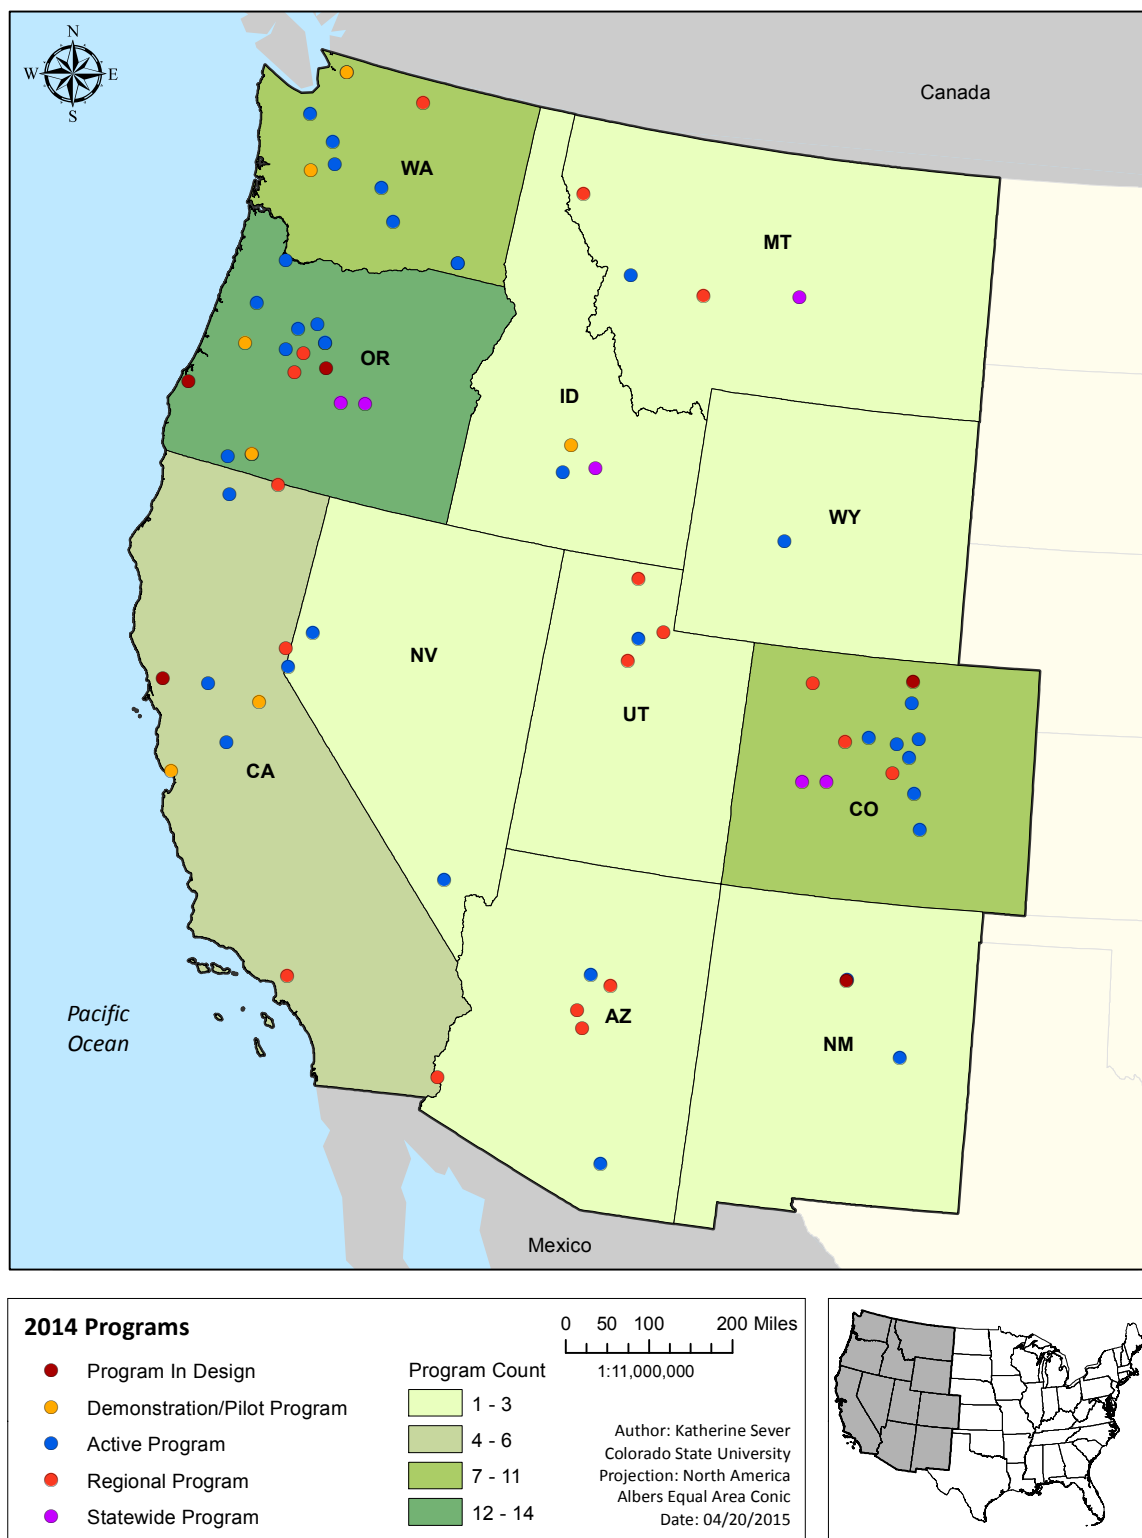 N
W E
S
Canada
WA
MT
OR
ID
WY
NV
UT
CA
CO
Pacific
Ocean
AZ
NM
Mexico
2014 Programs
Program In Design
Demonstration/Pilot Program
Active Program
Regional Program
Statewide Program
Program Count
1 - 3
4 - 6
7 - 11
12 - 14
0 50 100 200 Miles
1:11,000,000
Author: Katherine Sever
Colorado State University
Projection: North America
Albers Equal Area Conic
Date: 04/20/2015